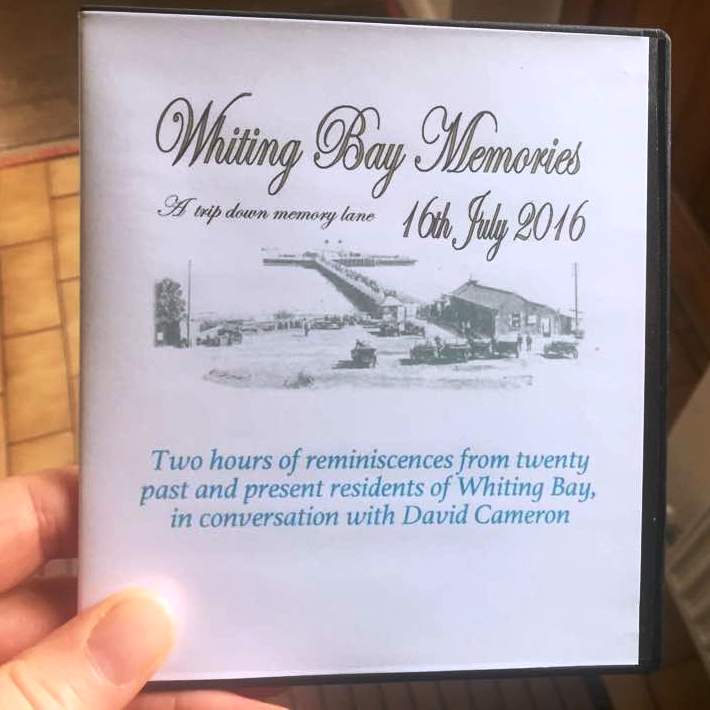 Whiting Bay Memories
A trip down memory lane 16th July 2016
Two hours of reminiscences from twenty
past and present residents of Whiting Bay,
in conversation with David Cameron